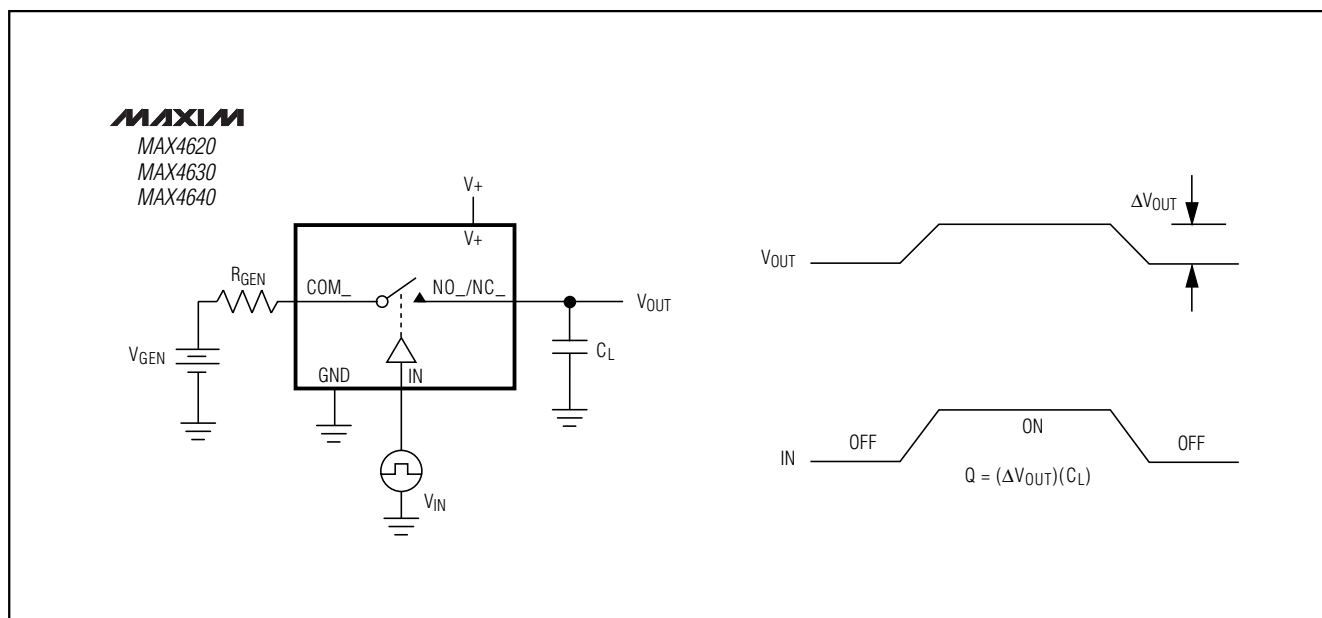 MAXIM
MAX4620
MAX4630
MAX4640
V+
V+
RGEN
COM_
NO_/NC_
VOUT
VGEN
GND
IN
CL
VIN
ΔVOUT
VOUT
OFF
ON
OFF
IN
Q = (ΔVOUT)(CL)